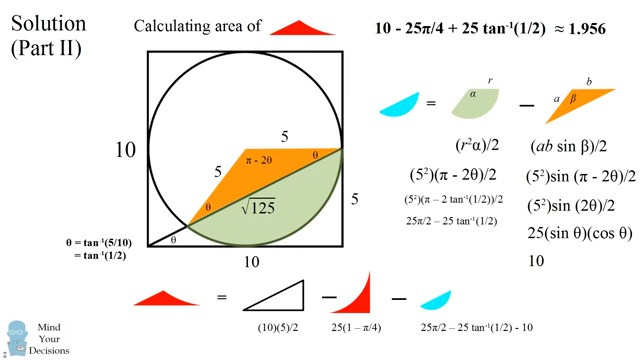 Solution
(Part II)
Calculating area of
10 - 25π/4 + 25 tan⁻¹(1/2) ≈ 1.956
r
α
=
−
b
a
β
(r²α)/2
(ab sin β)/2
(5²)(π - 2θ)/2
(5²)sin (π - 2θ)/2
(5²)(π – 2 tan⁻¹(1/2))/2
(5²)sin (2θ)/2
25π/2 – 25 tan⁻¹(1/2)
25(sin θ)(cos θ)
10
5
10
5
π - 2θ
θ
5
θ
√125
θ
θ = tan⁻¹(5/10)
= tan⁻¹(1/2)
10
=
−
−
(10)(5)/2
25(1 – π/4)
25π/2 – 25 tan⁻¹(1/2) - 10
Mind
Your
Decisions